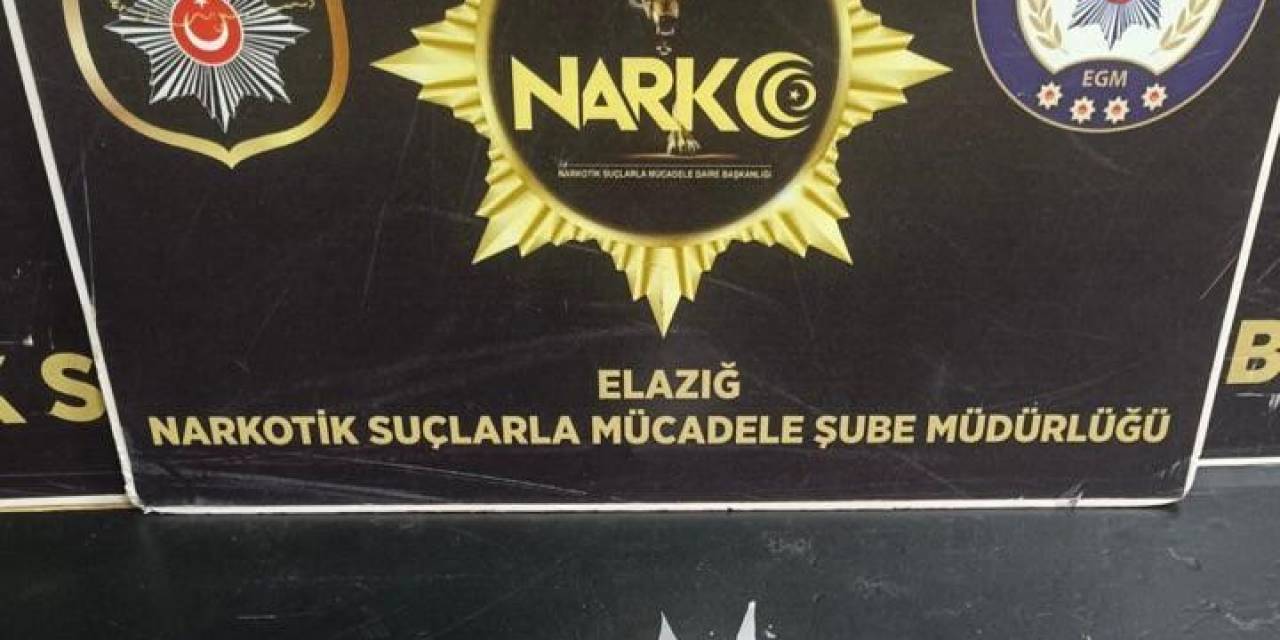 NARKO
EGM
NARKOTİK SUÇLARLA MÜCADELE DAİRE BAŞKANLIĞI
ELAZIĞ
NARKOTİK SUÇLARLA MÜCADELE ŞUBE MÜDÜRLÜĞÜ
K S
B